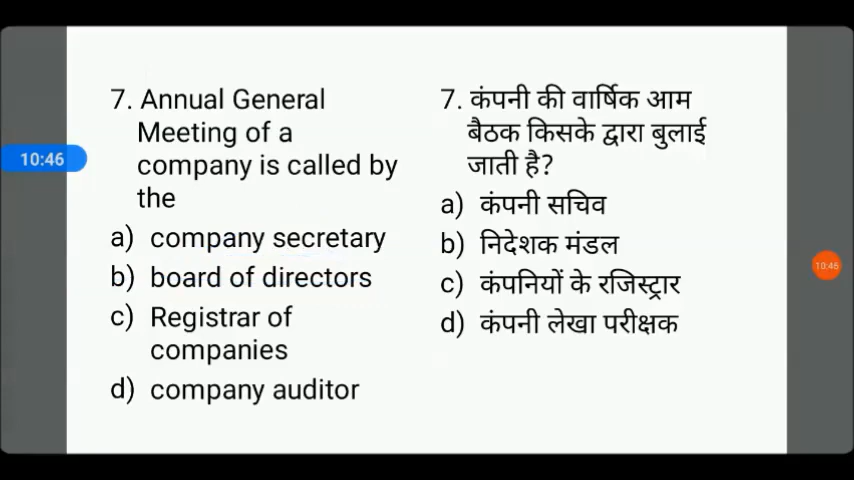 7. Annual General
Meeting of a
company is called by
the
a) company secretary
b) board of directors
c) Registrar of
companies
d) company auditor
7. कंपनी की वार्षिक आम
बैठक किसके द्वारा बुलाई
जाती है?
a) कंपनी सचिव
b) निदेशक मंडल
c) कंपनियों के रजिस्ट्रार
d) कंपनी लेखा परीक्षक
10:46
10:46